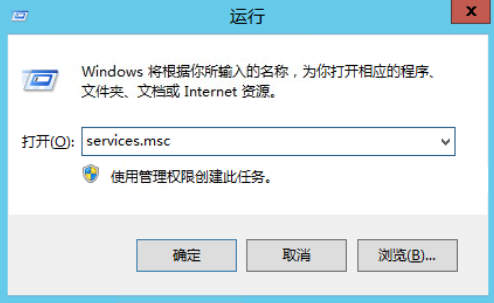 运行
x
Windows 将根据你所输入的名称，为你打开相应的程序、
文件夹、文档或 Internet 资源。
打开(O): services.msc
使用管理权限创建此任务。
确定 取消 浏览(B)...